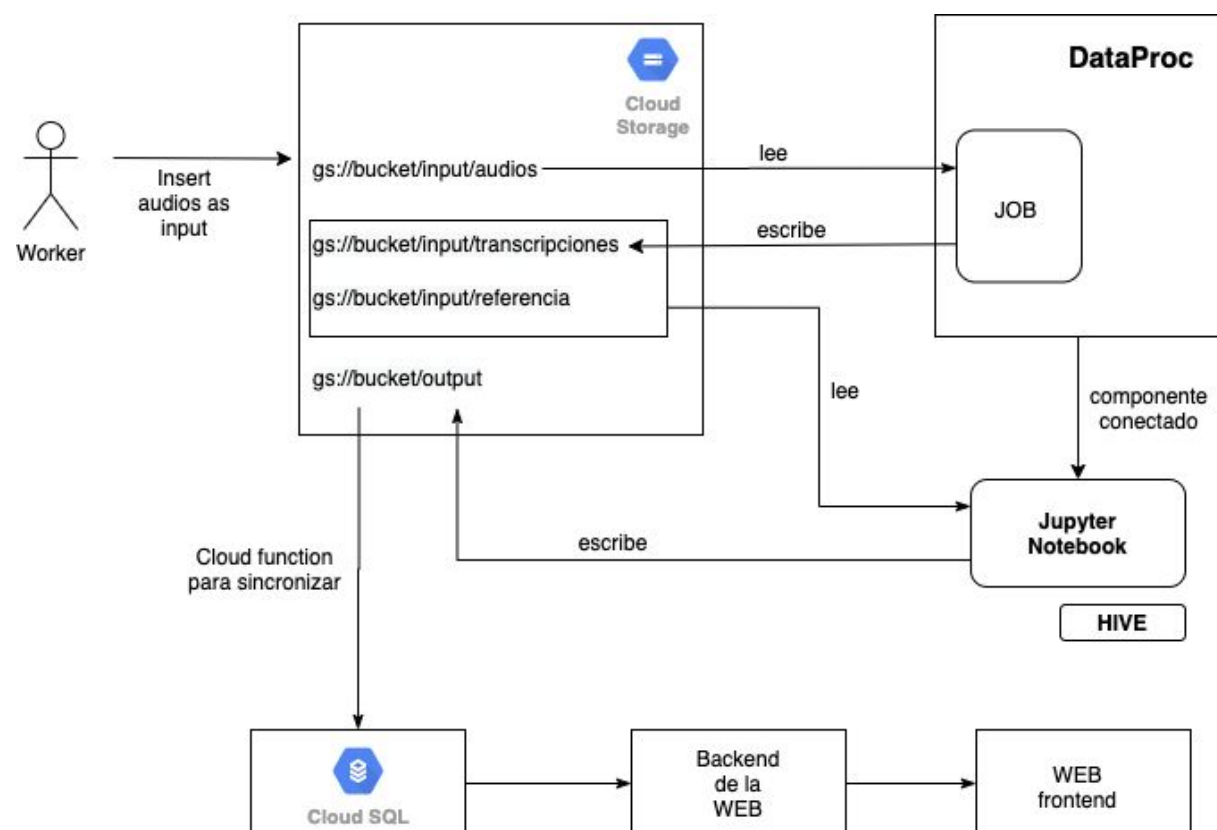 DataProc
Cloud
Storage
gs://bucket/input/audios
lee
JOB
Insert
audios as
input
Worker
gs://bucket/input/transcripciones
escribe
gs://bucket/input/referencia
gs://bucket/output
lee
componente
conectado
Jupyter
Notebook
escribe
HIVE
Cloud function
para sincronizar
Cloud SQL
Backend
de la
WEB
WEB
frontend